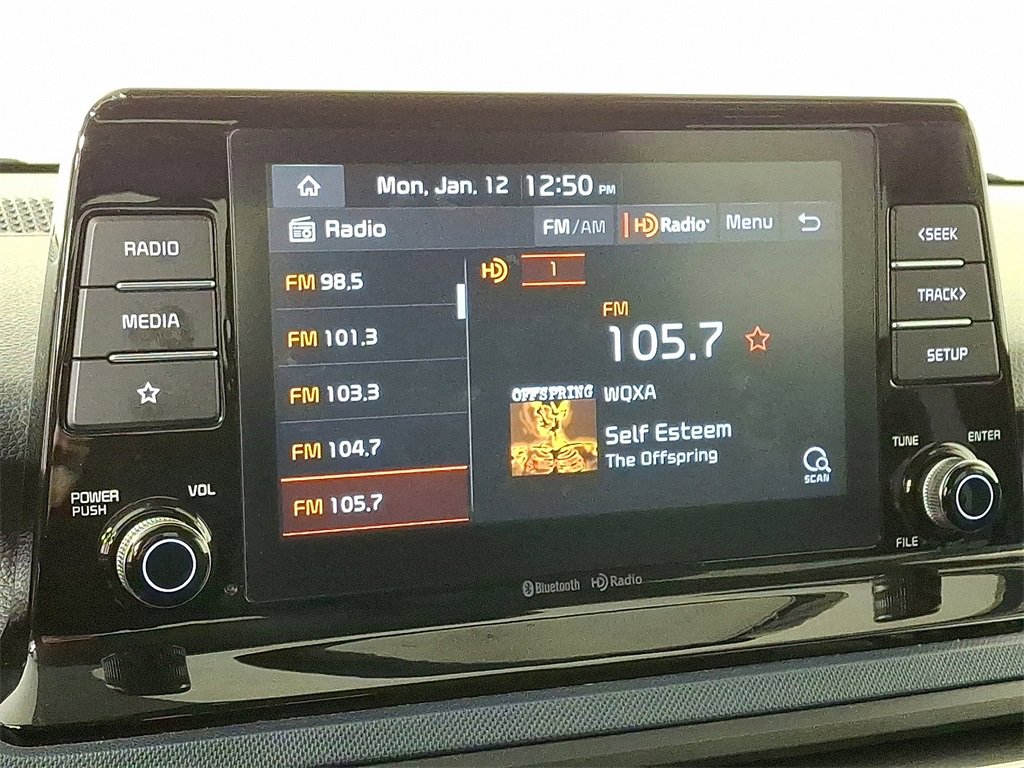 Mon, Jan, 12 12:50 PM
Radio FM/AM HD Radio Menu
FM 98.5
FM 101.3
FM 103.3
FM 104.7
FM 105.7
HD 1
FM
105.7
OFFSPRING
WQXA
Self Esteem
The Offspring
SCAN
RADIO
MEDIA
POWER
PUSH
VOL
<SEEK
TRACK>
SETUP
TUNE
ENTER
FILE
Bluetooth HD Radio